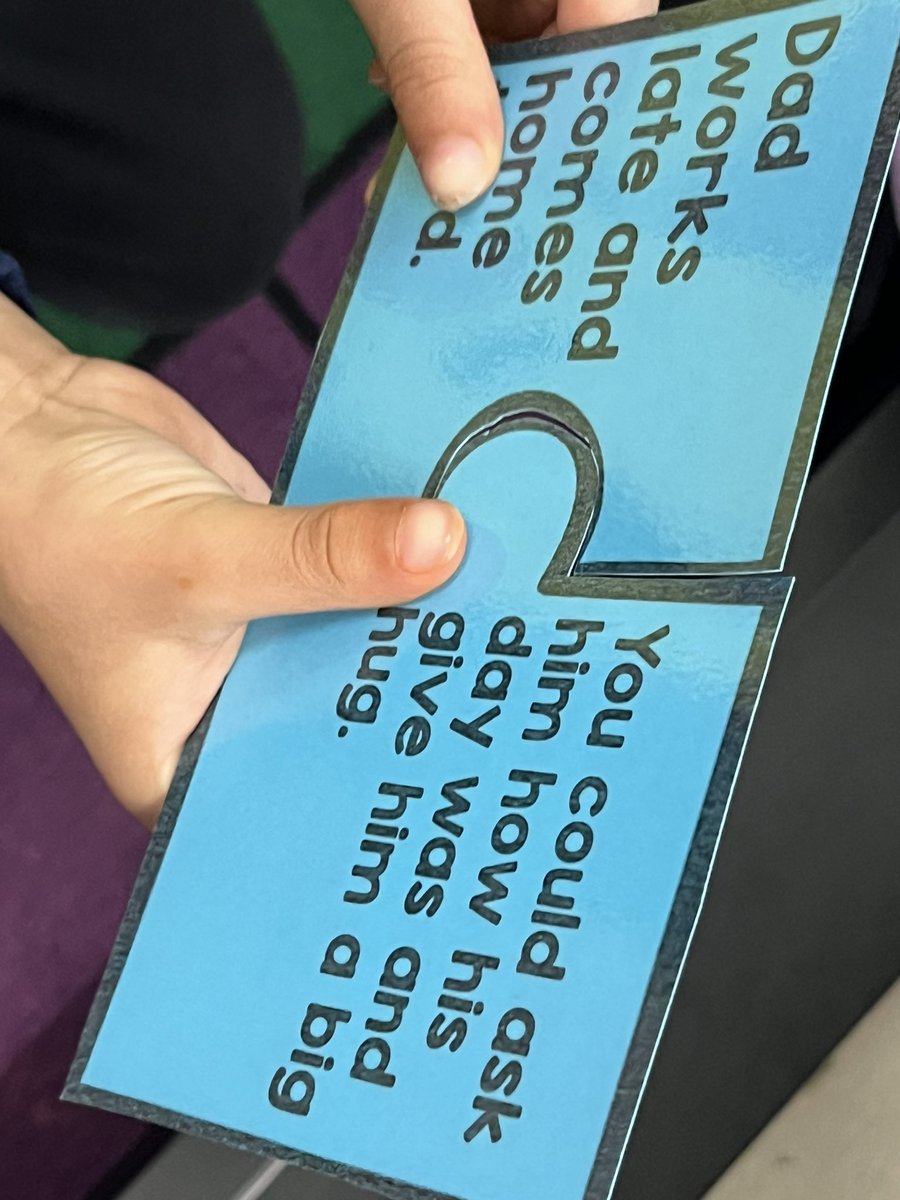 Dad
works
late and
comes
home
d.
You could ask
him how his
day was and
give him a big
hug.